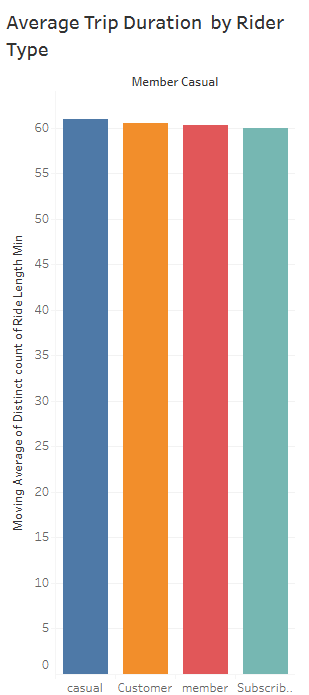 Average Trip Duration by Rider
Type
Member Casual
Moving Average of Distinct count of Ride Length Min
60
55
50
45
40
35
30
25
20
15
10
5
0
casual Customer member Subscrib..